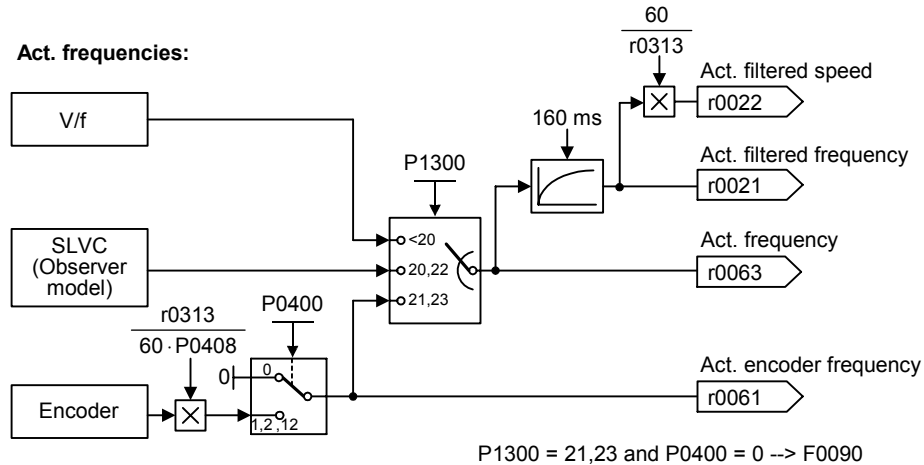 Act. frequencies:
60
r0313
Act. filtered speed
r0022
V/f
160 ms
P1300
Act. filtered frequency
r0021
<20
SLVC
(Observer
model)
20,22
Act. frequency
r0063
21,23
r0313
60 · P0408
P0400
0
0
Act. encoder frequency
r0061
Encoder
1,2 ,12
P1300 = 21,23 and P0400 = 0 --> F0090